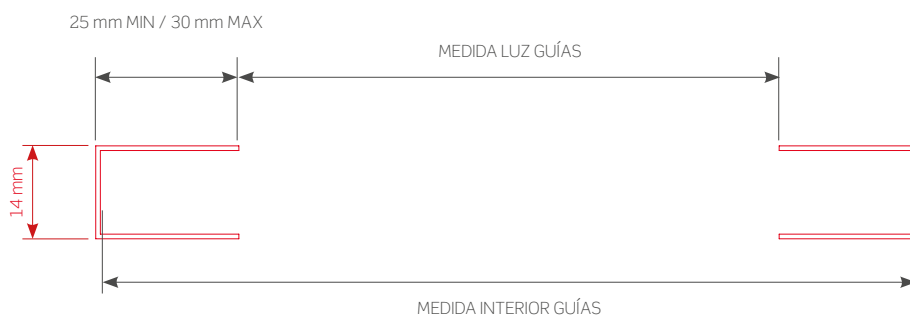 25 mm MIN / 30 mm MAX
MEDIDA LUZ GUÍAS
14 mm
MEDIDA INTERIOR GUÍAS